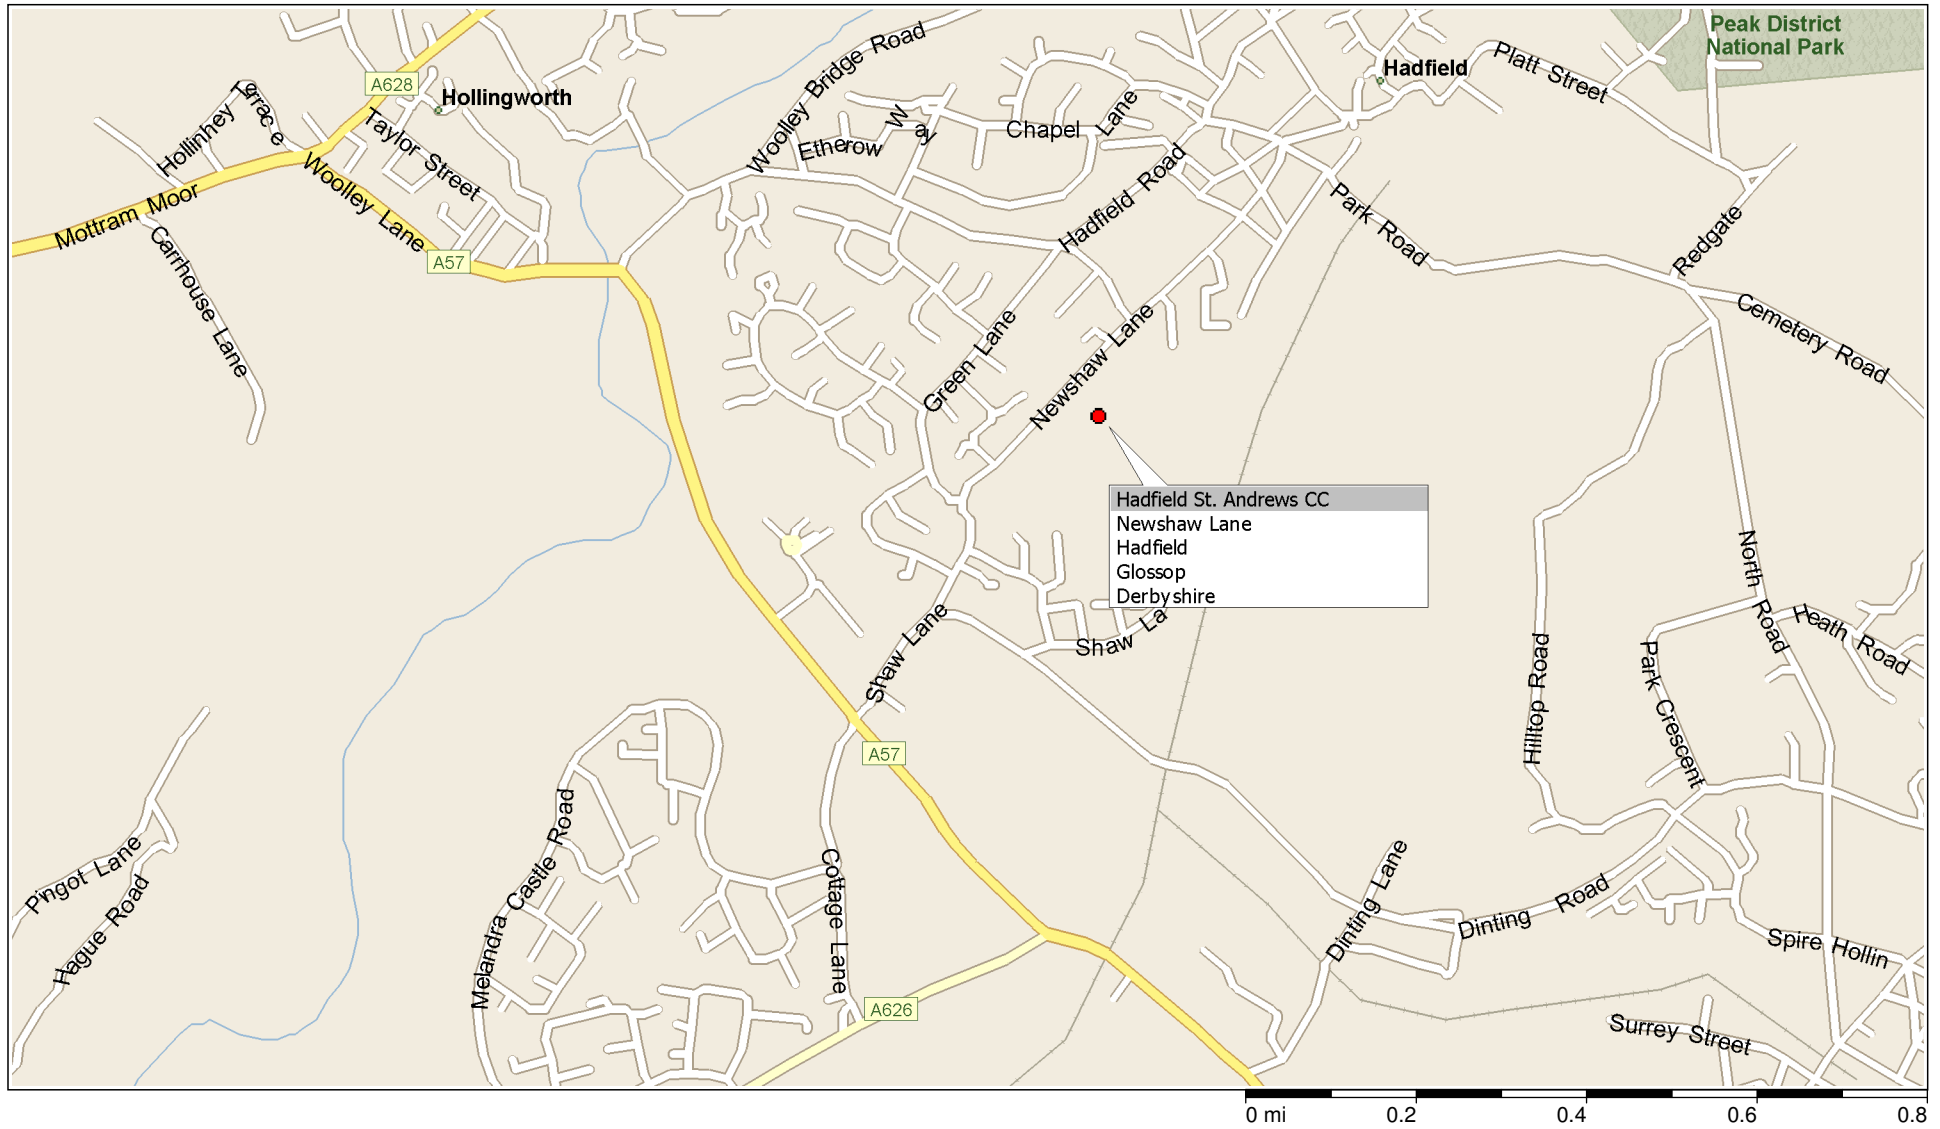 Peak District
National Park
Woolley Bridge Road
Hadfield
Platt Street
A628
Hollingworth
Hollinhey Terrace
Taylor Street
Etherow Way
Chapel Lane
Woolley Lane
Mottram Moor
Hadfield Road
Park Road
Redgate
Carrhouse Lane
A57
Cemetery Road
Green Lane
Newshaw Lane
Hadfield St. Andrews CC
Newshaw Lane
Hadfield
Glossop
Derbyshire
North Road
Heath Road
Shaw La
Shaw Lane
Hilltop Road
Park Crescent
A57
Melandra Castle Road
Cottage Lane
Pingot Lane
Hague Road
Dinting Lane
Dinting Road
Spire Hollin
A626
Surrey Street
0 mi 0.2 0.4 0.6 0.8